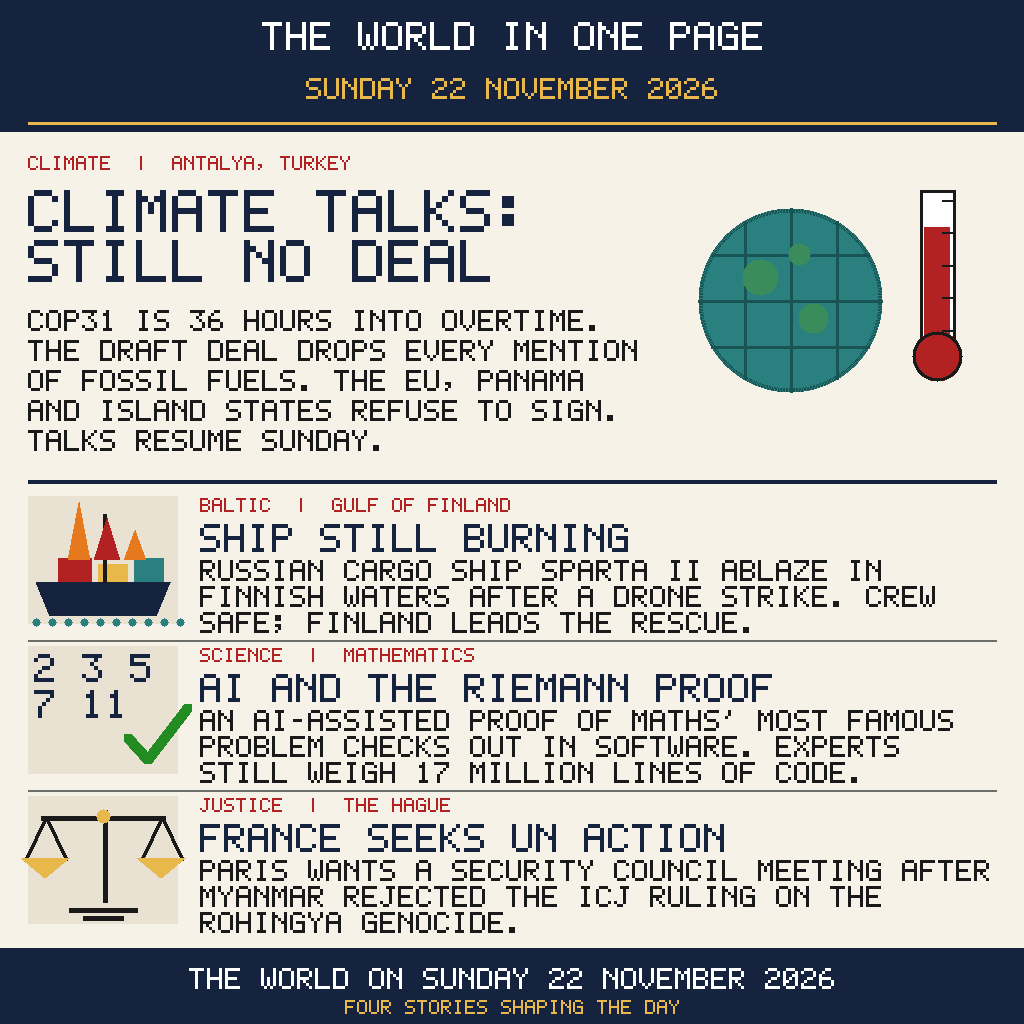 THE WORLD IN ONE PAGE
SUNDAY 22 NOVEMBER 2026
CLIMATE | ANTALYA, TURKEY
CLIMATE TALKS:
STILL NO DEAL
COP31 IS 36 HOURS INTO OVERTIME.
THE DRAFT DEAL DROPS EVERY MENTION
OF FOSSIL FUELS. THE EU, PANAMA
AND ISLAND STATES REFUSE TO SIGN.
TALKS RESUME SUNDAY.
BALTIC | GULF OF FINLAND
SHIP STILL BURNING
RUSSIAN CARGO SHIP SPARTA II ABLAZE IN
FINNISH WATERS AFTER A DRONE STRIKE. CREW
SAFE; FINLAND LEADS THE RESCUE.
2 3 5
7 11
SCIENCE | MATHEMATICS
AI AND THE RIEMANN PROOF
AN AI-ASSISTED PROOF OF MATHS' MOST FAMOUS
PROBLEM CHECKS OUT IN SOFTWARE. EXPERTS
STILL WEIGH 17 MILLION LINES OF CODE.
JUSTICE | THE HAGUE
FRANCE SEEKS UN ACTION
PARIS WANTS A SECURITY COUNCIL MEETING AFTER
MYANMAR REJECTED THE ICJ RULING ON THE
ROHINGYA GENOCIDE.
THE WORLD ON SUNDAY 22 NOVEMBER 2026
FOUR STORIES SHAPING THE DAY